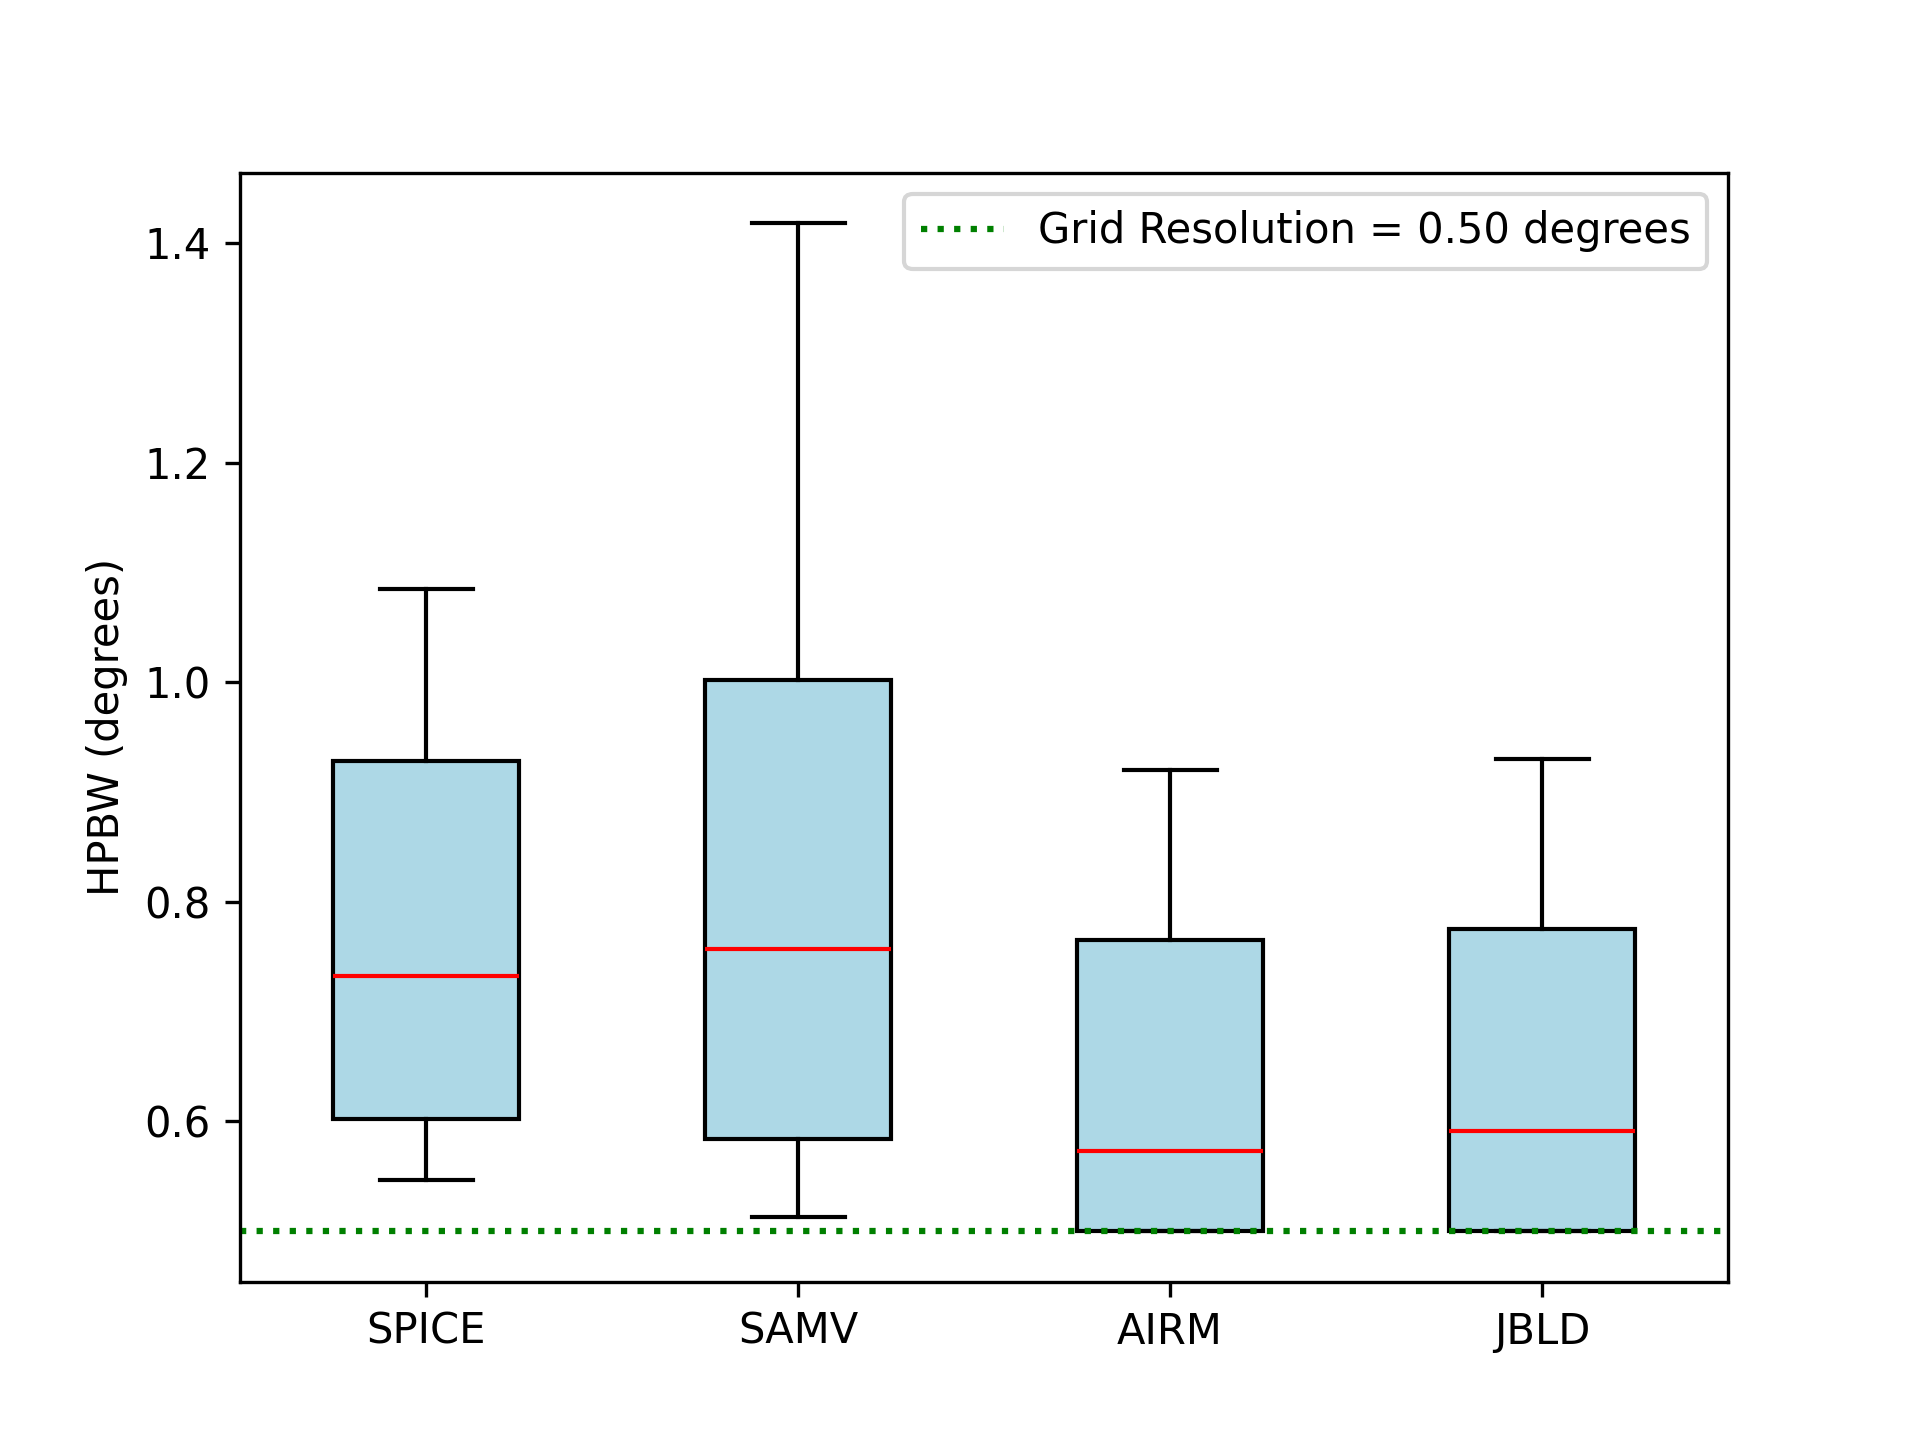 Grid Resolution = 0.50 degrees
1.4
1.2
1.0
0.8
0.6
HPBW (degrees)
SPICE SAMV AIRM JBLD